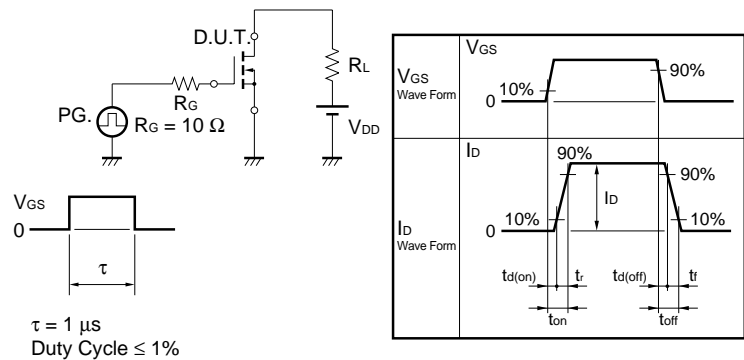 D.U.T.
RL
RG
PG.
RG = 10 Ω
VDD
VGS
0
τ
τ = 1 μs
Duty Cycle ≤ 1%
VGS
Wave Form
VGS
10%
90%
0
ID
Wave Form
ID
90%
90%
ID
10%
10%
0
td(on) tr td(off) tf
ton toff